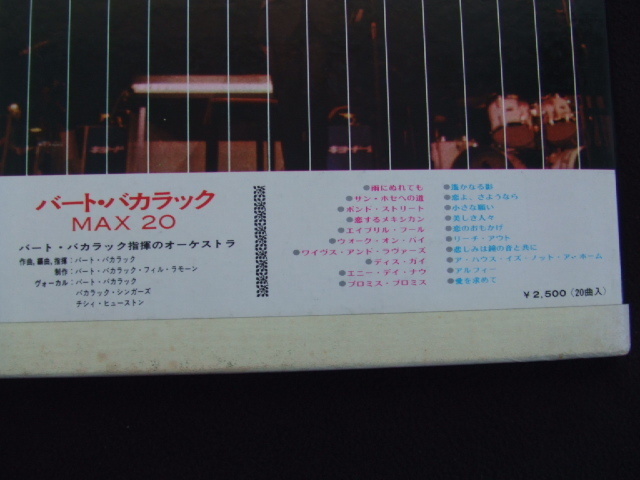 バート・バカラック
MAX 20
バート・バカラック指揮のオーケストラ
作曲,編曲,指揮：バート・バカラック
制作：バート・バカラック・フィル・ラモーン
ヴォーカル：バート・バカラック
バカラック・シンガーズ
チシィ・ヒューストン
●雨にぬれても
●サン・ホセへの道
●ボンド・ストリート
●恋するメキシカン
●エイプリル・フール
●ウォーク・オン・バイ
●ワイヴス・アンド・ラヴァーズ
●ディス・ガイ
●エニー・デイ・ナウ
●プロミス・プロミス
●遙かなる影
●恋よ、さようなら
●小さな願い
●美しき人々
●恋のおもかげ
●リーチ・アウト
●悲しみは鐘の音と共に
●ア・ハウス・イズ・ノット・ア・ホーム
●アルフィー
●愛を求めて
¥2,500（20曲入）